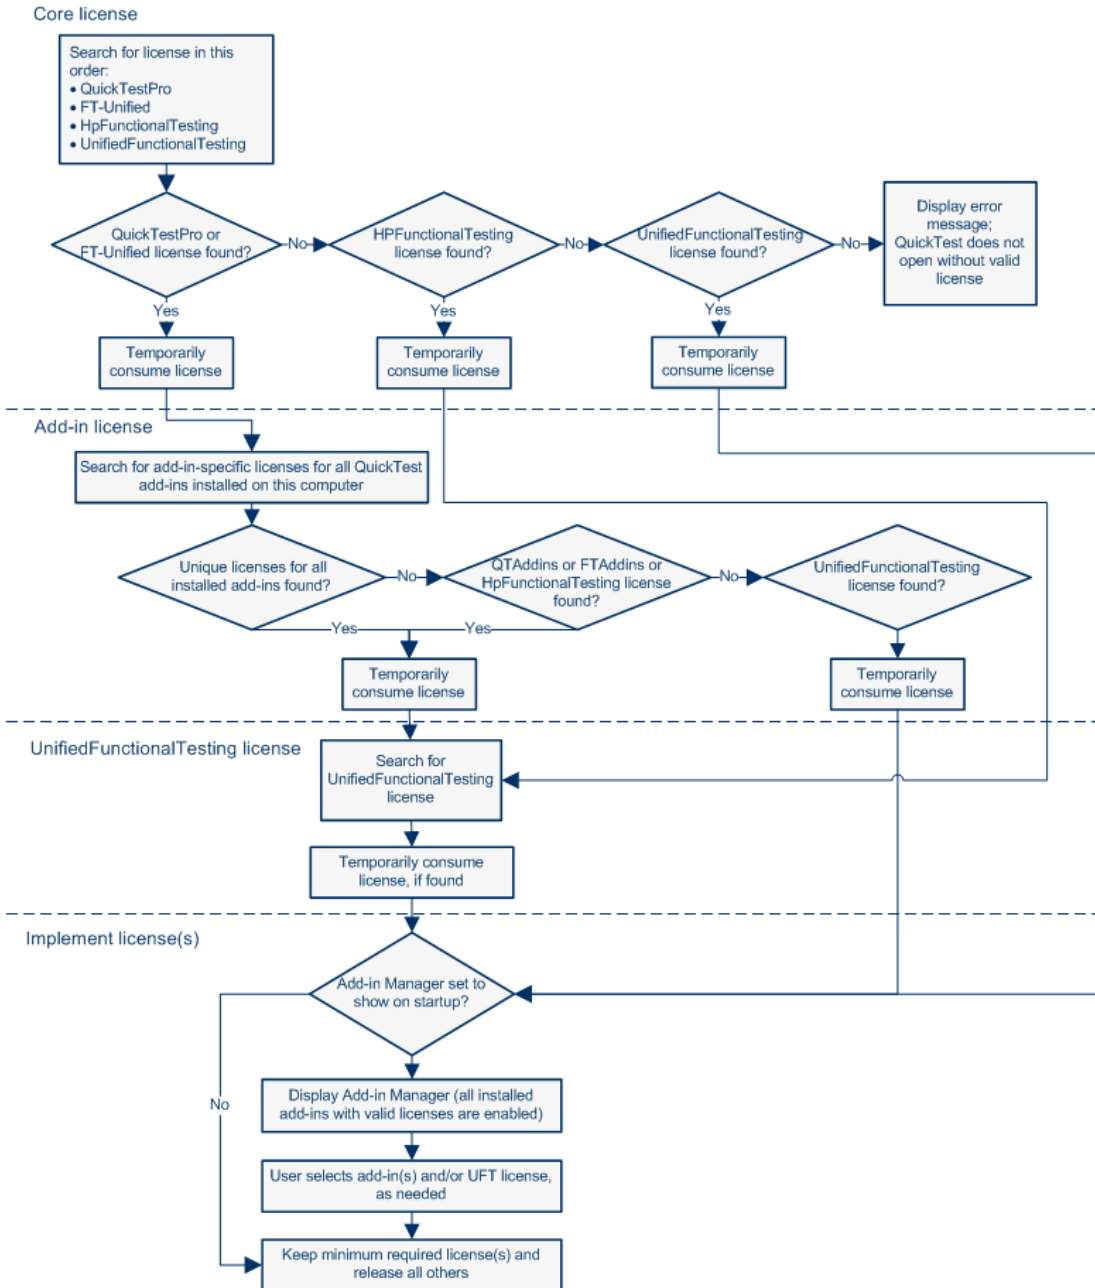 Core license
Search for license in this
order:
• QuickTestPro
• FT-Unified
• HpFunctionalTesting
• UnifiedFunctionalTesting
QuickTestPro or
FT-Unified license found?
No
HPFunctionalTesting
license found?
No
UnifiedFunctionalTesting
license found?
No
Display error
message;
QuickTest does not
open without valid
license
Yes
Yes
Yes
Temporarily
consume license
Temporarily
consume license
Temporarily
consume license
Add-in license
Search for add-in-specific licenses for all QuickTest
add-ins installed on this computer
Unique licenses for all
installed add-ins found?
No
QTAddins or FTAddins or
HpFunctionalTesting license
found?
No
UnifiedFunctionalTesting
license found?
Yes
Yes
Temporarily
consume license
Temporarily
consume license
UnifiedFunctionalTesting license
Search for
UnifiedFunctionalTesting
license
Temporarily consume
license, if found
Implement license(s)
Add-in Manager set to
show on startup?
No
Display Add-in Manager (all installed
add-ins with valid licenses are enabled)
User selects add-in(s) and/or UFT license,
as needed
Keep minimum required license(s) and
release all others